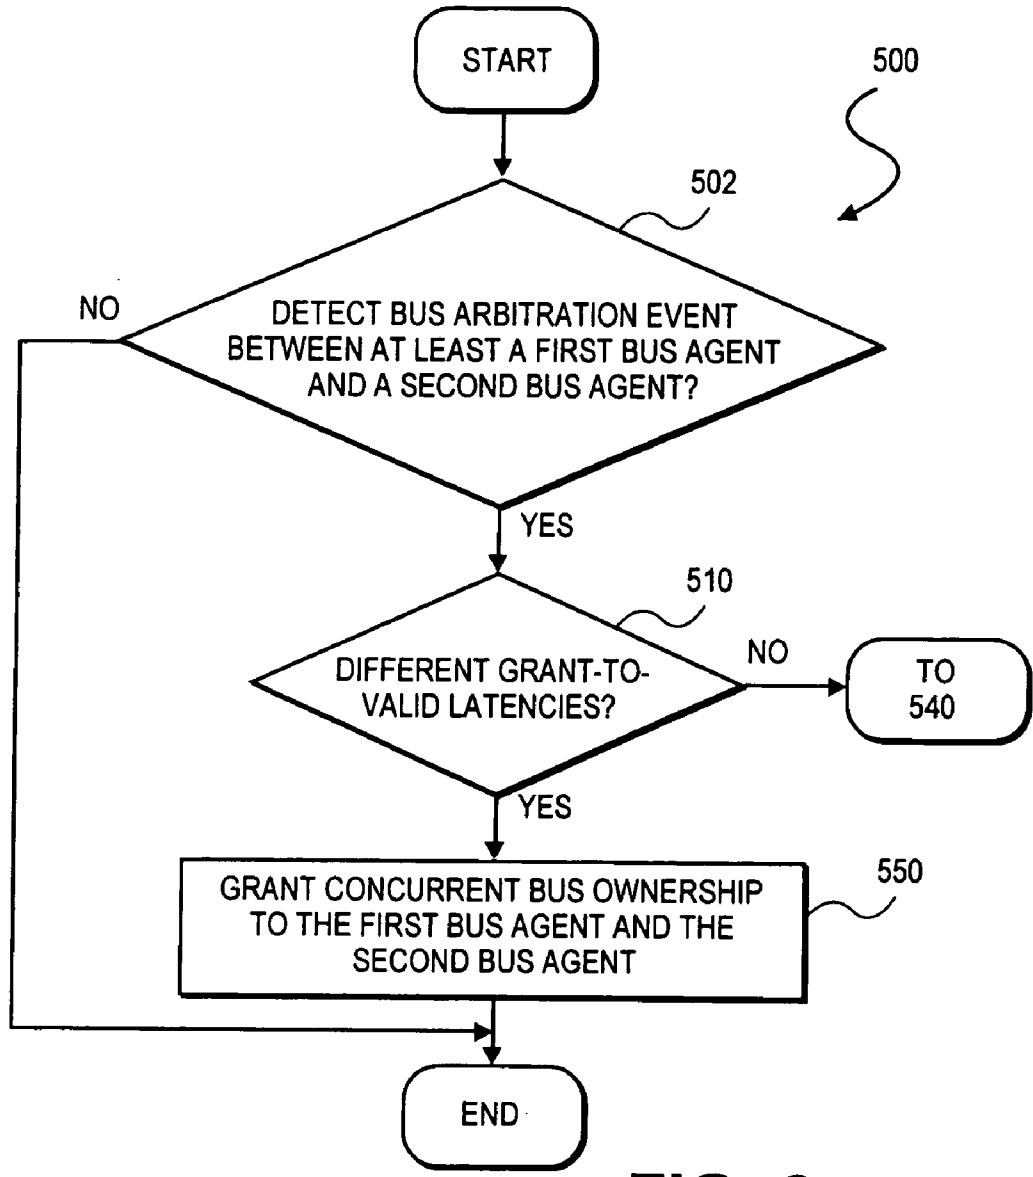 START
500
502
NO
DETECT BUS ARBITRATION EVENT
BETWEEN AT LEAST A FIRST BUS AGENT
AND A SECOND BUS AGENT?
YES
510
DIFFERENT GRANT-TO-
VALID LATENCIES?
NO
TO
540
YES
550
GRANT CONCURRENT BUS OWNERSHIP
TO THE FIRST BUS AGENT AND THE
SECOND BUS AGENT
END